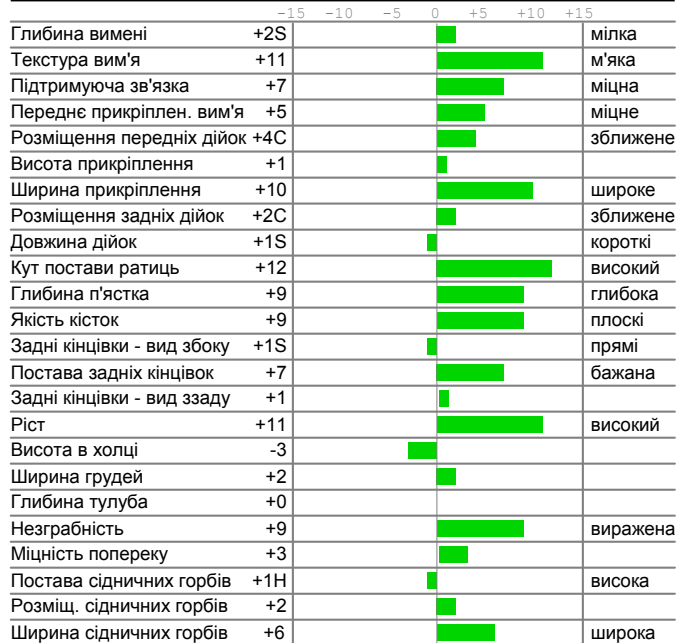 -15 -10 -5 0 +5 +10 +15
Глибина вимені +2S мілка
Текстура вим'я +11 м'яка
Підтримуюча зв'язка +7 міцна
Переднє прикріплен. вим'я +5 міцне
Розміщення передніх дійок +4C зближене
Висота прикріплення +1
Ширина прикріплення +10 широке
Розміщення задніх дійок +2C зближене
Довжина дійок +1S короткі
Кут постави ратиць +12 високий
Глибина п'ястка +9 глибока
Якість кісток +9 плоскі
Задні кінцівки - вид збоку +1S прямі
Постава задніх кінцівок +7 бажана
Задні кінцівки - вид ззаду +1
Ріст +11 високий
Висота в холці -3
Ширина грудей +2
Глибина тулуба +0
Незграбність +9 виражена
Міцність попереку +3
Постава сідничних горбів +1H висока
Розміщ. сідничних горбів +2
Ширина сідничних горбів +6 широка